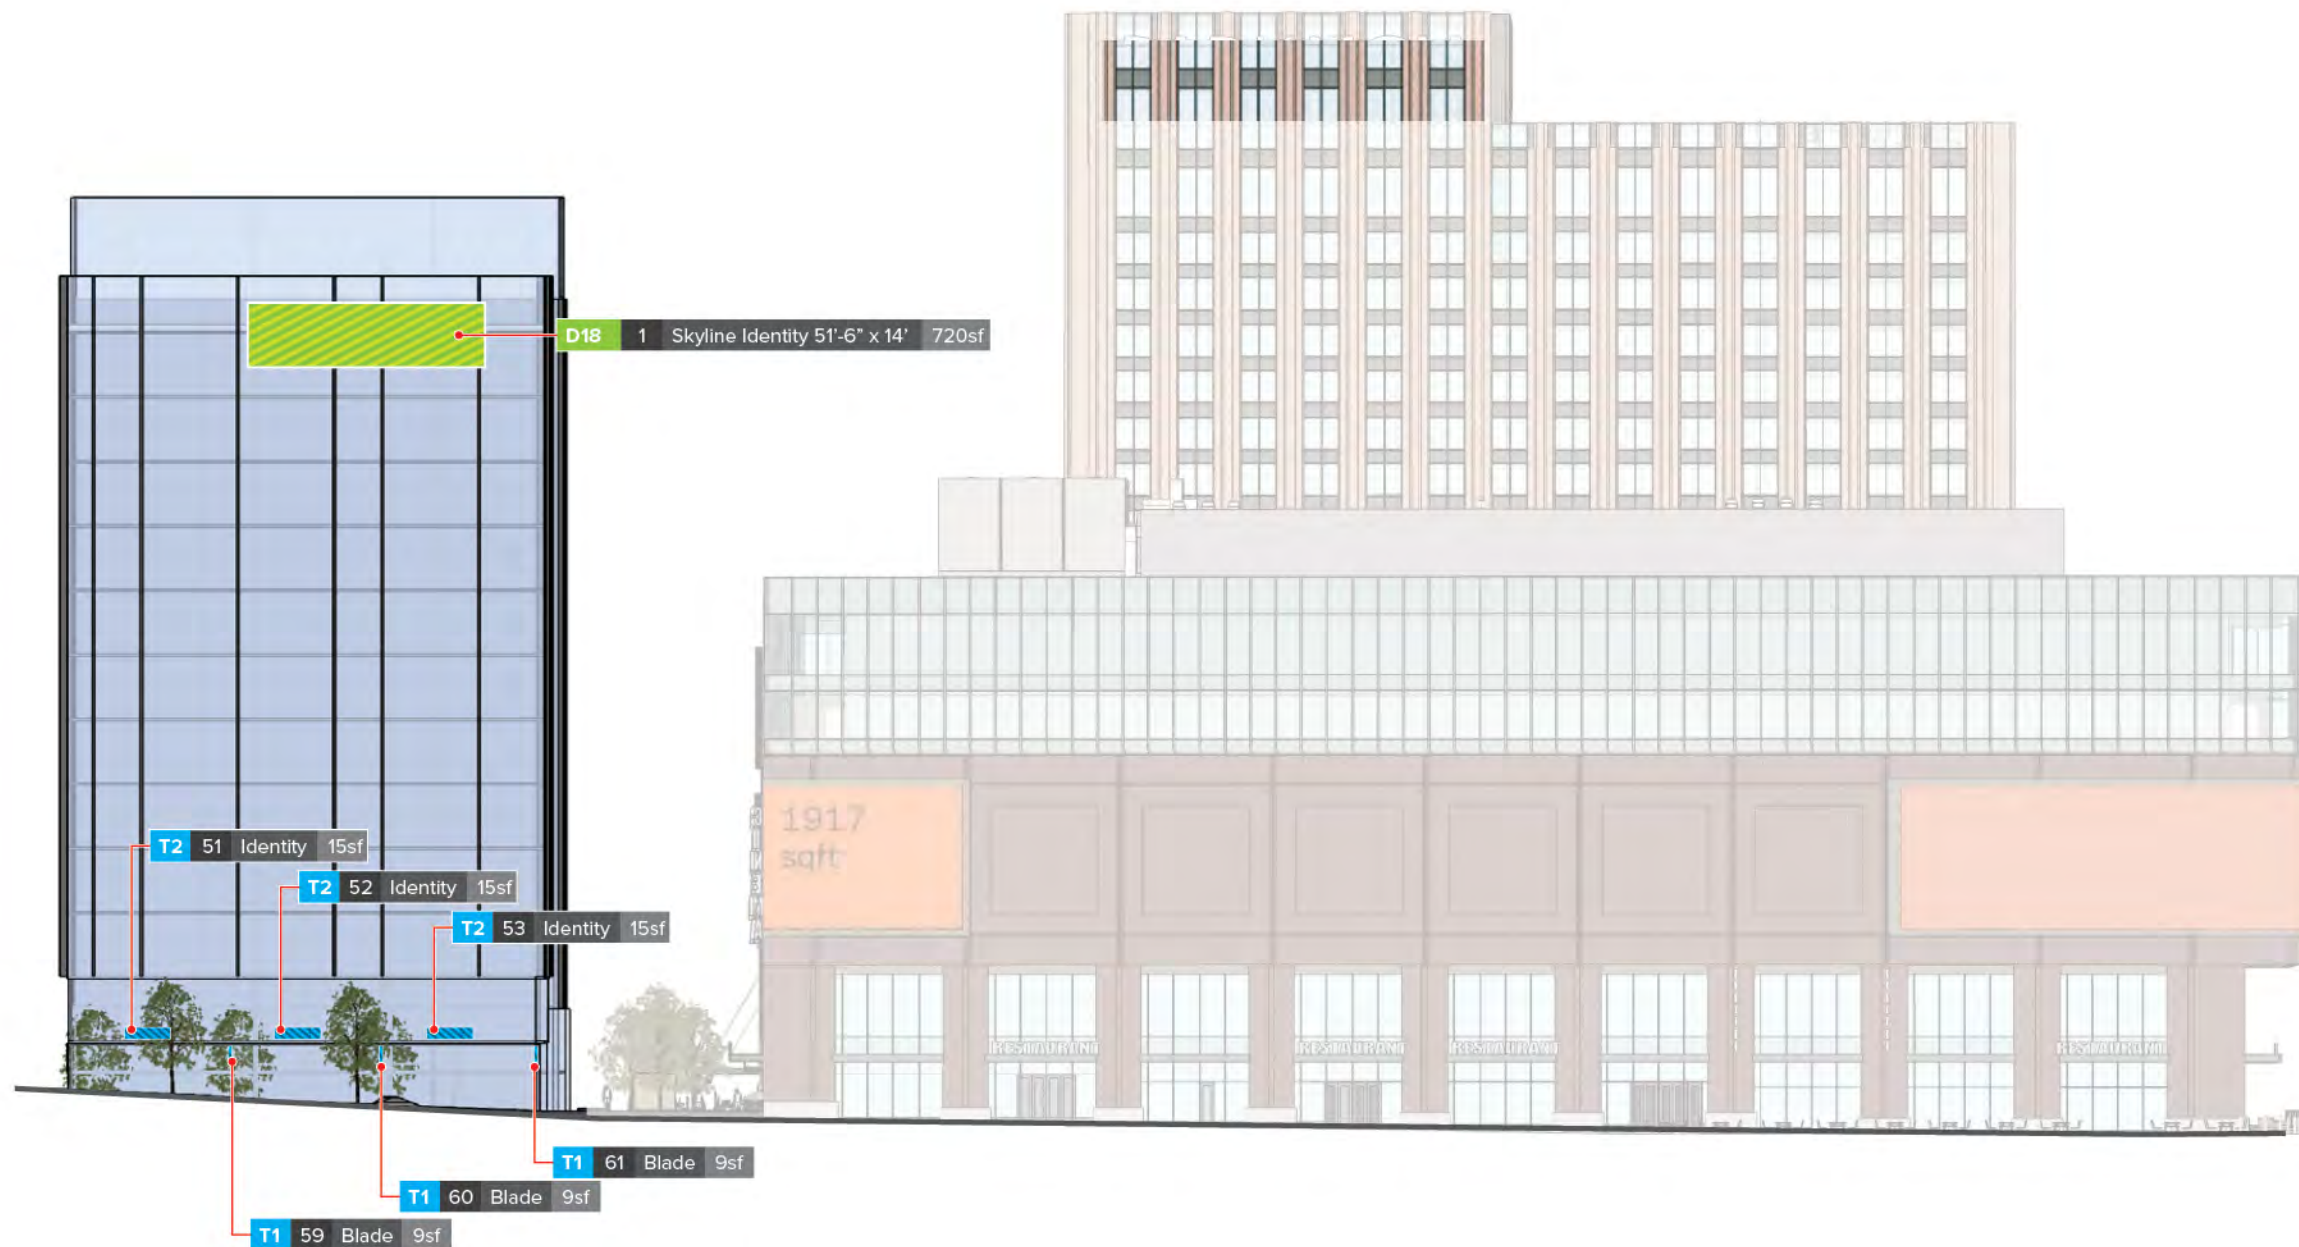 D18 1 Skyline Identity 51'-6" x 14' 720sf
1917
sqft
T2 51 Identity 15sf
T2 52 Identity 15sf
T2 53 Identity 15sf
RESTAURANT
RESTAURANT
RESTAURANT
RESTAURANT
T1 61 Blade 9sf
T1 60 Blade 9sf
T1 59 Blade 9sf